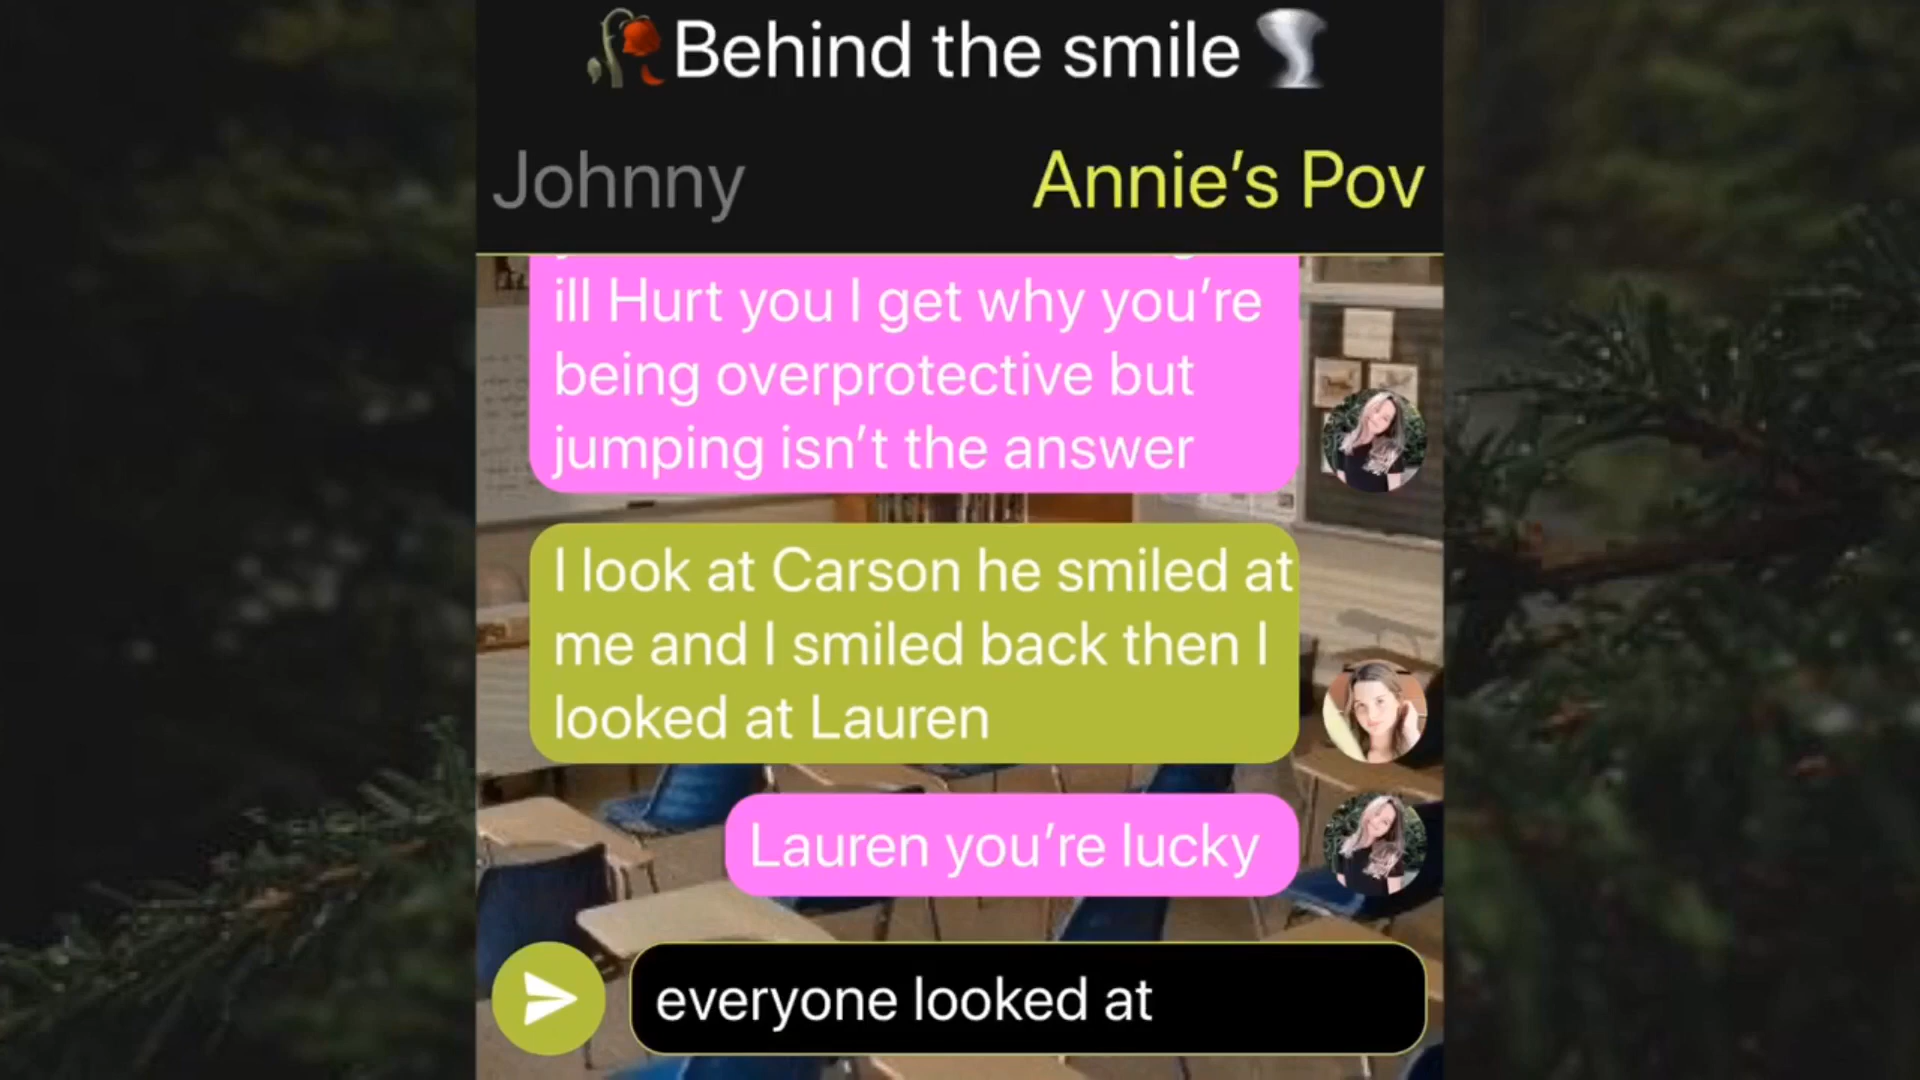 🥀Behind the smile🌪
Johnny
Annie’s Pov
ill Hurt you I get why you’re
being overprotective but
jumping isn’t the answer
I look at Carson he smiled at
me and I smiled back then I
looked at Lauren
Lauren you’re lucky
everyone looked at